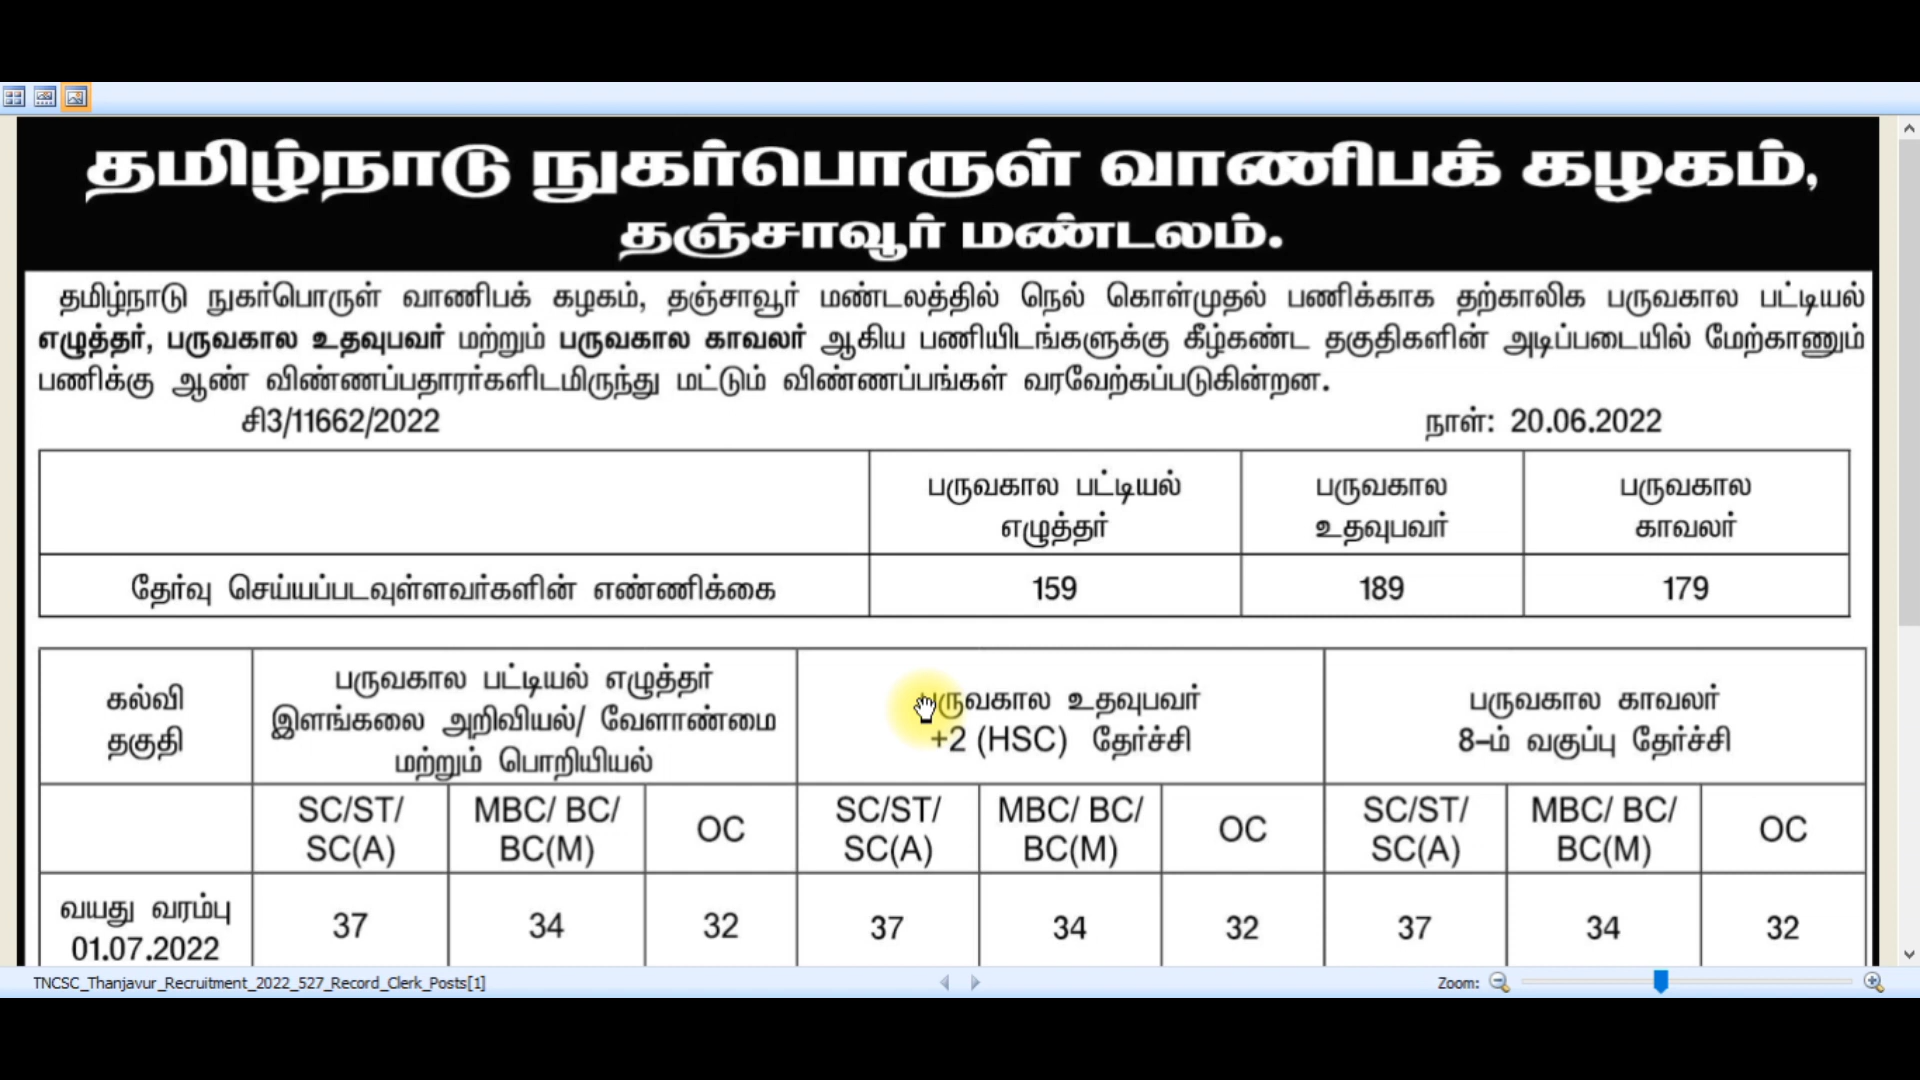 தமிழ்நாடு நுகர்பொருள் வாணிபக் கழகம்,
தஞ்சாவூர் மண்டலம்.
தமிழ்நாடு நுகர்பொருள் வாணிபக் கழகம், தஞ்சாவூர் மண்டலத்தில் நெல் கொள்முதல் பணிக்காக தற்காலிக பருவகால பட்டியல்
எழுத்தர், பருவகால உதவுபவர் மற்றும் பருவகால காவலர் ஆகிய பணியிடங்களுக்கு கீழ்கண்ட தகுதிகளின் அடிப்படையில் மேற்காணும்
பணிக்கு ஆண் விண்ணப்பதாரர்களிடமிருந்து மட்டும் விண்ணப்பங்கள் வரவேற்கப்படுகின்றன.
சி3/11662/2022 நாள்: 20.06.2022
பருவகால பட்டியல் எழுத்தர்
பருவகால உதவுபவர்
பருவகால காவலர்
தேர்வு செய்யப்படவுள்ளவர்களின் எண்ணிக்கை 159 189 179
கல்வி தகுதி
பருவகால பட்டியல் எழுத்தர்
இளங்கலை அறிவியல்/ வேளாண்மை
மற்றும் பொறியியல்
பருவகால உதவுபவர்
+2 (HSC) தேர்ச்சி
பருவகால காவலர்
8-ம் வகுப்பு தேர்ச்சி
SC/ST/ SC(A) MBC/ BC/ BC(M) OC SC/ST/ SC(A) MBC/ BC/ BC(M) OC SC/ST/ SC(A) MBC/ BC/ BC(M) OC
வயது வரம்பு 01.07.2022 37 34 32 37 34 32 37 34 32
TNCSC_Thanjavur_Recruitment_2022_527_Record_Clerk_Posts[1] Zoom: